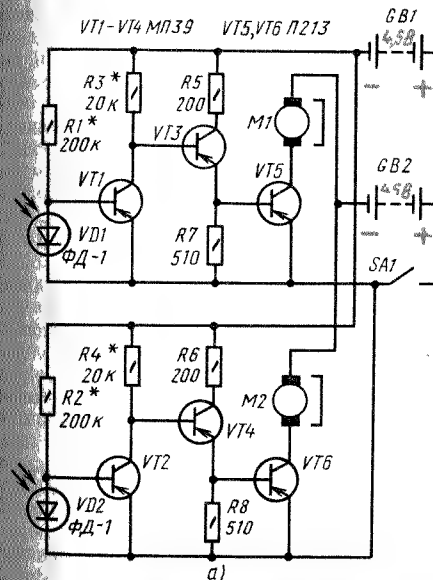 VT1-VT4 МП39 VT5,VT6 П213
GB1
4,5В
R3*
20к
R5
200
R1*
200к
VT3
M1
VT1
VT5
GB2
4,5В
R7
510
VD1
ФД-1
SA1
R4*
20к
R6
200
R2*
200к
M2
VT4
VT2
VT6
VD2
ФД-1
R8
510
а)